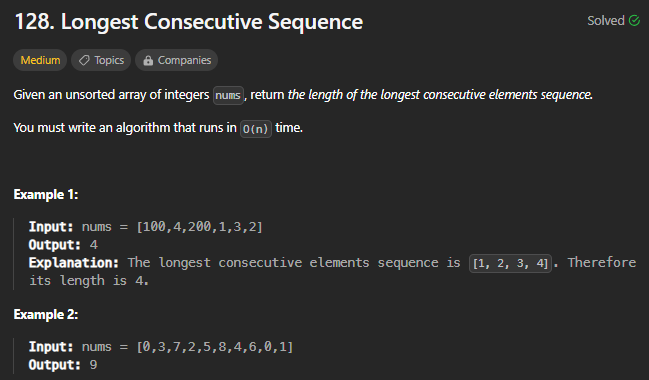 128. Longest Consecutive Sequence
Solved
Medium Topics Companies
Given an unsorted array of integers nums, return the length of the longest consecutive elements sequence.
You must write an algorithm that runs in O(n) time.
Example 1:
Input: nums = [100,4,200,1,3,2]
Output: 4
Explanation: The longest consecutive elements sequence is [1, 2, 3, 4]. Therefore
its length is 4.
Example 2:
Input: nums = [0,3,7,2,5,8,4,6,0,1]
Output: 9